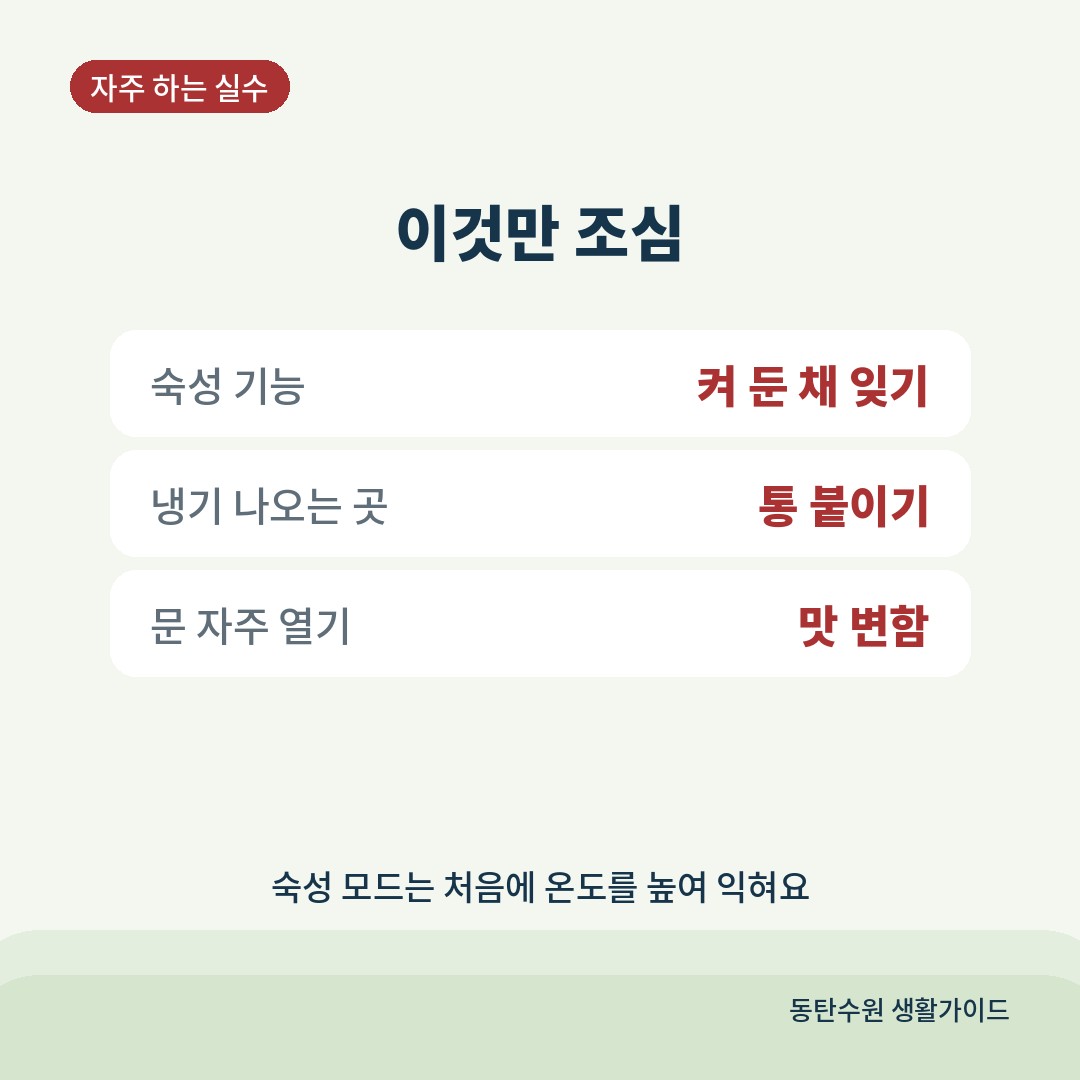 자주 하는 실수
이것만 조심
숙성 기능 켜 둔 채 잊기
냉기 나오는 곳 통 붙이기
문 자주 열기 맛 변함
숙성 모드는 처음에 온도를 높여 익혀요
동탄수원 생활가이드